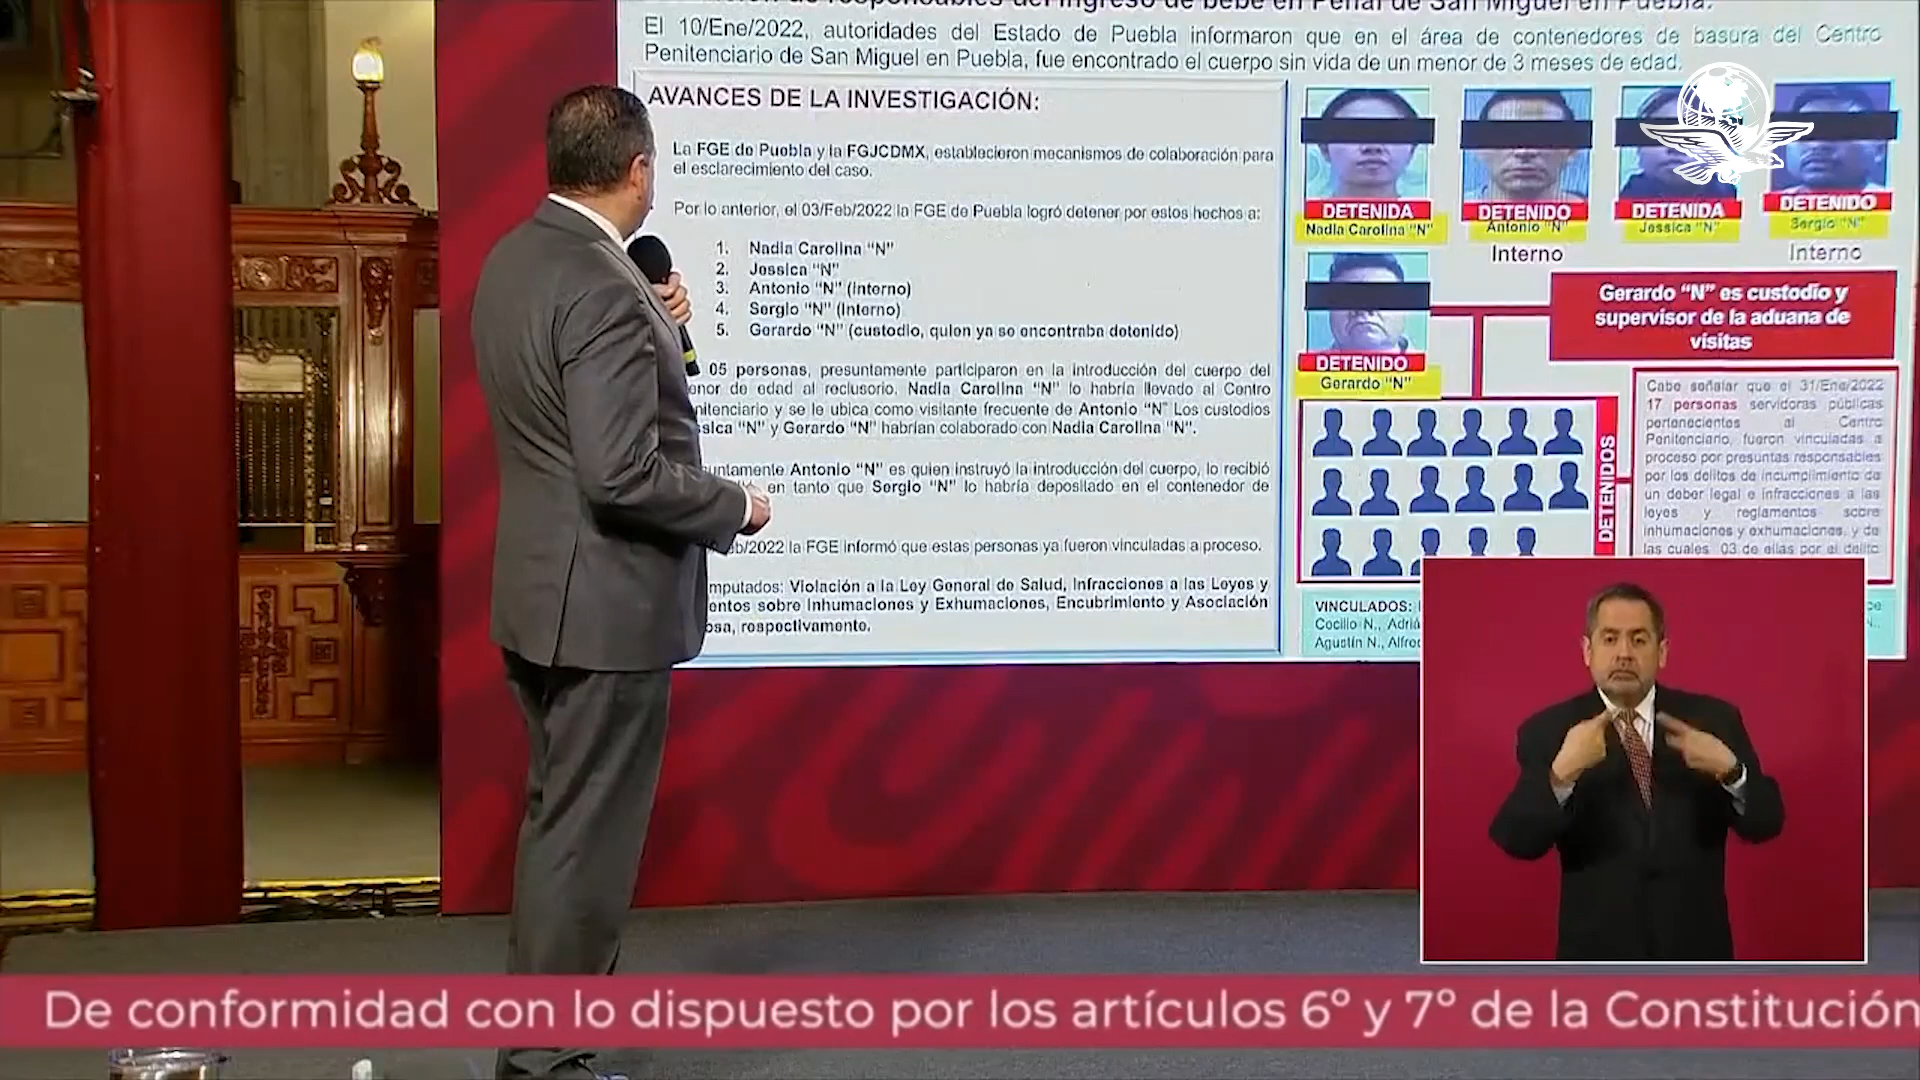 El 10/Ene/2022, autoridades del Estado de Puebla informaron que en el área de contenedores de basura del Centro
Penitenciario de San Miguel en Puebla, fue encontrado el cuerpo sin vida de un menor de 3 meses de edad.
AVANCES DE LA INVESTIGACIÓN:
La FGE de Puebla y la FGJCDMX, establecieron mecanismos de colaboración para
el esclarecimiento del caso.
Por lo anterior, el 03/Feb/2022 la FGE de Puebla logró detener por estos hechos a:
1. Nadia Carolina “N”
2. Jessica “N”
3. Antonio “N” (Interno)
4. Sergio “N” (Interno)
5. Gerardo “N” (custodio, quien ya se encontraba detenido)
05 personas, presuntamente participaron en la introducción del cuerpo del
de edad al reclusorio. Nadia Carolina “N” lo habría llevado al Centro
y se le ubica como visitante frecuente de Antonio “N” Los custodios
“N” y Gerardo “N” habrían colaborado con Nadia Carolina “N”.
Antonio “N” es quien instruyó la introducción del cuerpo, lo recibió
en tanto que Sergio “N” lo habría depositado en el contenedor de
eb/2022 la FGE informó que estas personas ya fueron vinculadas a proceso.
mputados: Violación a la Ley General de Salud, Infracciones a las Leyes y
entos sobre Inhumaciones y Exhumaciones, Encubrimiento y Asociación
osa, respectivamente.
DETENIDA
Nadia Carolina “N”
DETENIDO
Antonio “N”
Interno
DETENIDA
Jessica “N”
DETENIDO
Sergio “N”
Interno
DETENIDO
Gerardo “N”
Gerardo “N” es custodio y
supervisor de la aduana de
visitas
DETENIDOS
Cabe señalar que el 31/Ene/2022
17 personas servidoras públicas
pertenecientes al Centro
Penitenciario, fueron vinculadas a
proceso por presuntas responsables
por los delitos de incumplimiento de
un deber legal e infracciones a las
leyes y reglamentos sobre
inhumaciones y exhumaciones, y de
las cuales 03 de ellas por el delito
VINCULADOS:
Cecilio N., Adriá
Agustín N., Alfre
De conformidad con lo dispuesto por los artículos 6º y 7º de la Constitución